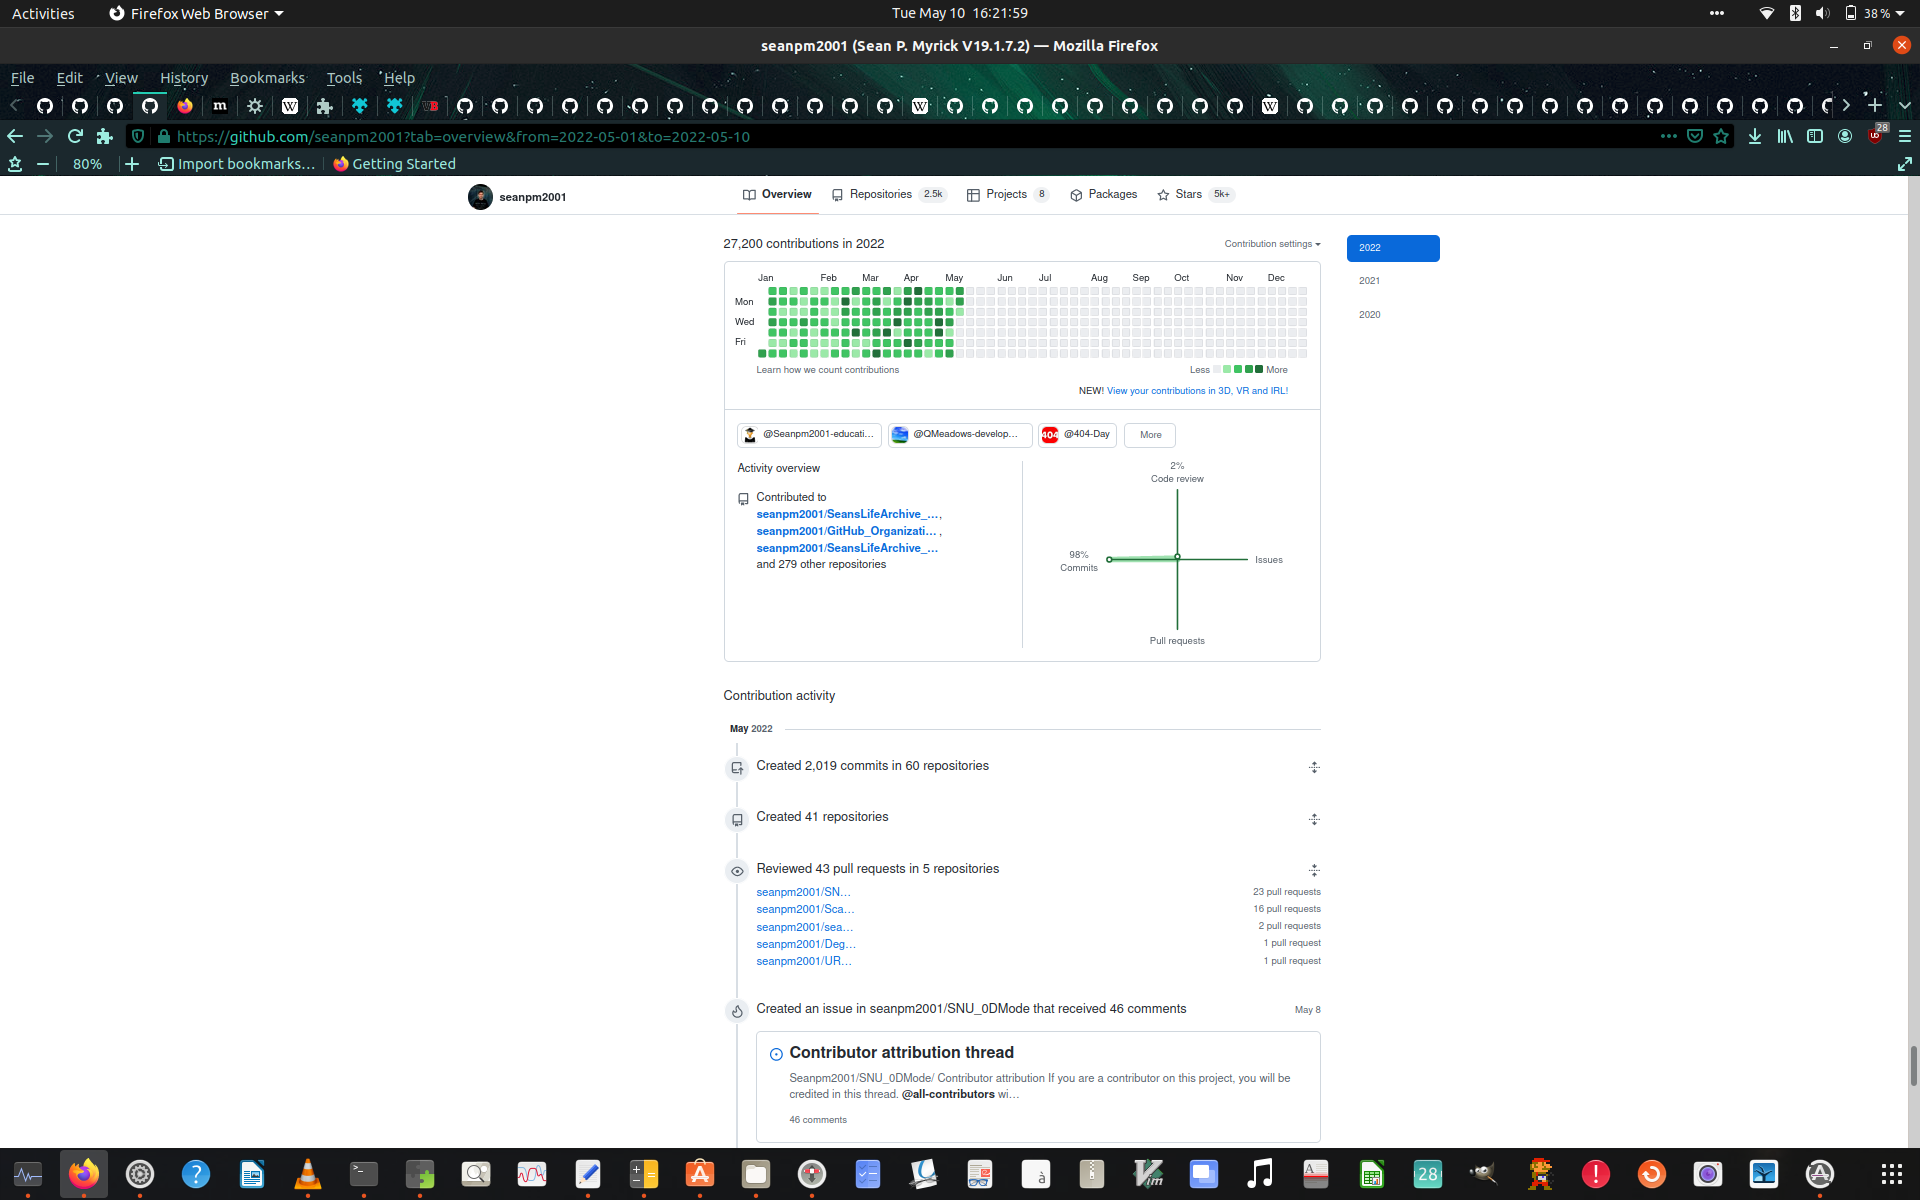 Activities
Firefox Web Browser
Tue May 10 16:21:59
38 %
seanpm2001 (Sean P. Myrick V19.1.7.2) — Mozilla Firefox
File Edit View History Bookmarks Tools Help
https://github.com/seanpm2001?tab=overview&from=2022-05-01&to=2022-05-10
28
80%
Import bookmarks...
Getting Started
seanpm2001
Overview
Repositories 2.5k
Projects 8
Packages
Stars 5k+
27,200 contributions in 2022
Contribution settings
2022
2021
2020
Jan Feb Mar Apr May Jun Jul Aug Sep Oct Nov Dec
Mon
Wed
Fri
Learn how we count contributions
Less More
NEW! View your contributions in 3D, VR and IRL!
@Seanpm2001-educati...
@QMeadows-develop...
404 @404-Day
More
Activity overview
Contributed to
seanpm2001/SeansLifeArchive_...,
seanpm2001/GitHub_Organizati...,
seanpm2001/SeansLifeArchive_...
and 279 other repositories
2%
Code review
98%
Commits
Issues
Pull requests
Contribution activity
May 2022
Created 2,019 commits in 60 repositories
Created 41 repositories
Reviewed 43 pull requests in 5 repositories
seanpm2001/SN... 23 pull requests
seanpm2001/Sca... 16 pull requests
seanpm2001/sea... 2 pull requests
seanpm2001/Deg... 1 pull request
seanpm2001/UR... 1 pull request
Created an issue in seanpm2001/SNU_0DMode that received 46 comments
May 8
Contributor attribution thread
Seanpm2001/SNU_0DMode/ Contributor attribution If you are a contributor on this project, you will be
credited in this thread. @all-contributors wi...
46 comments
28